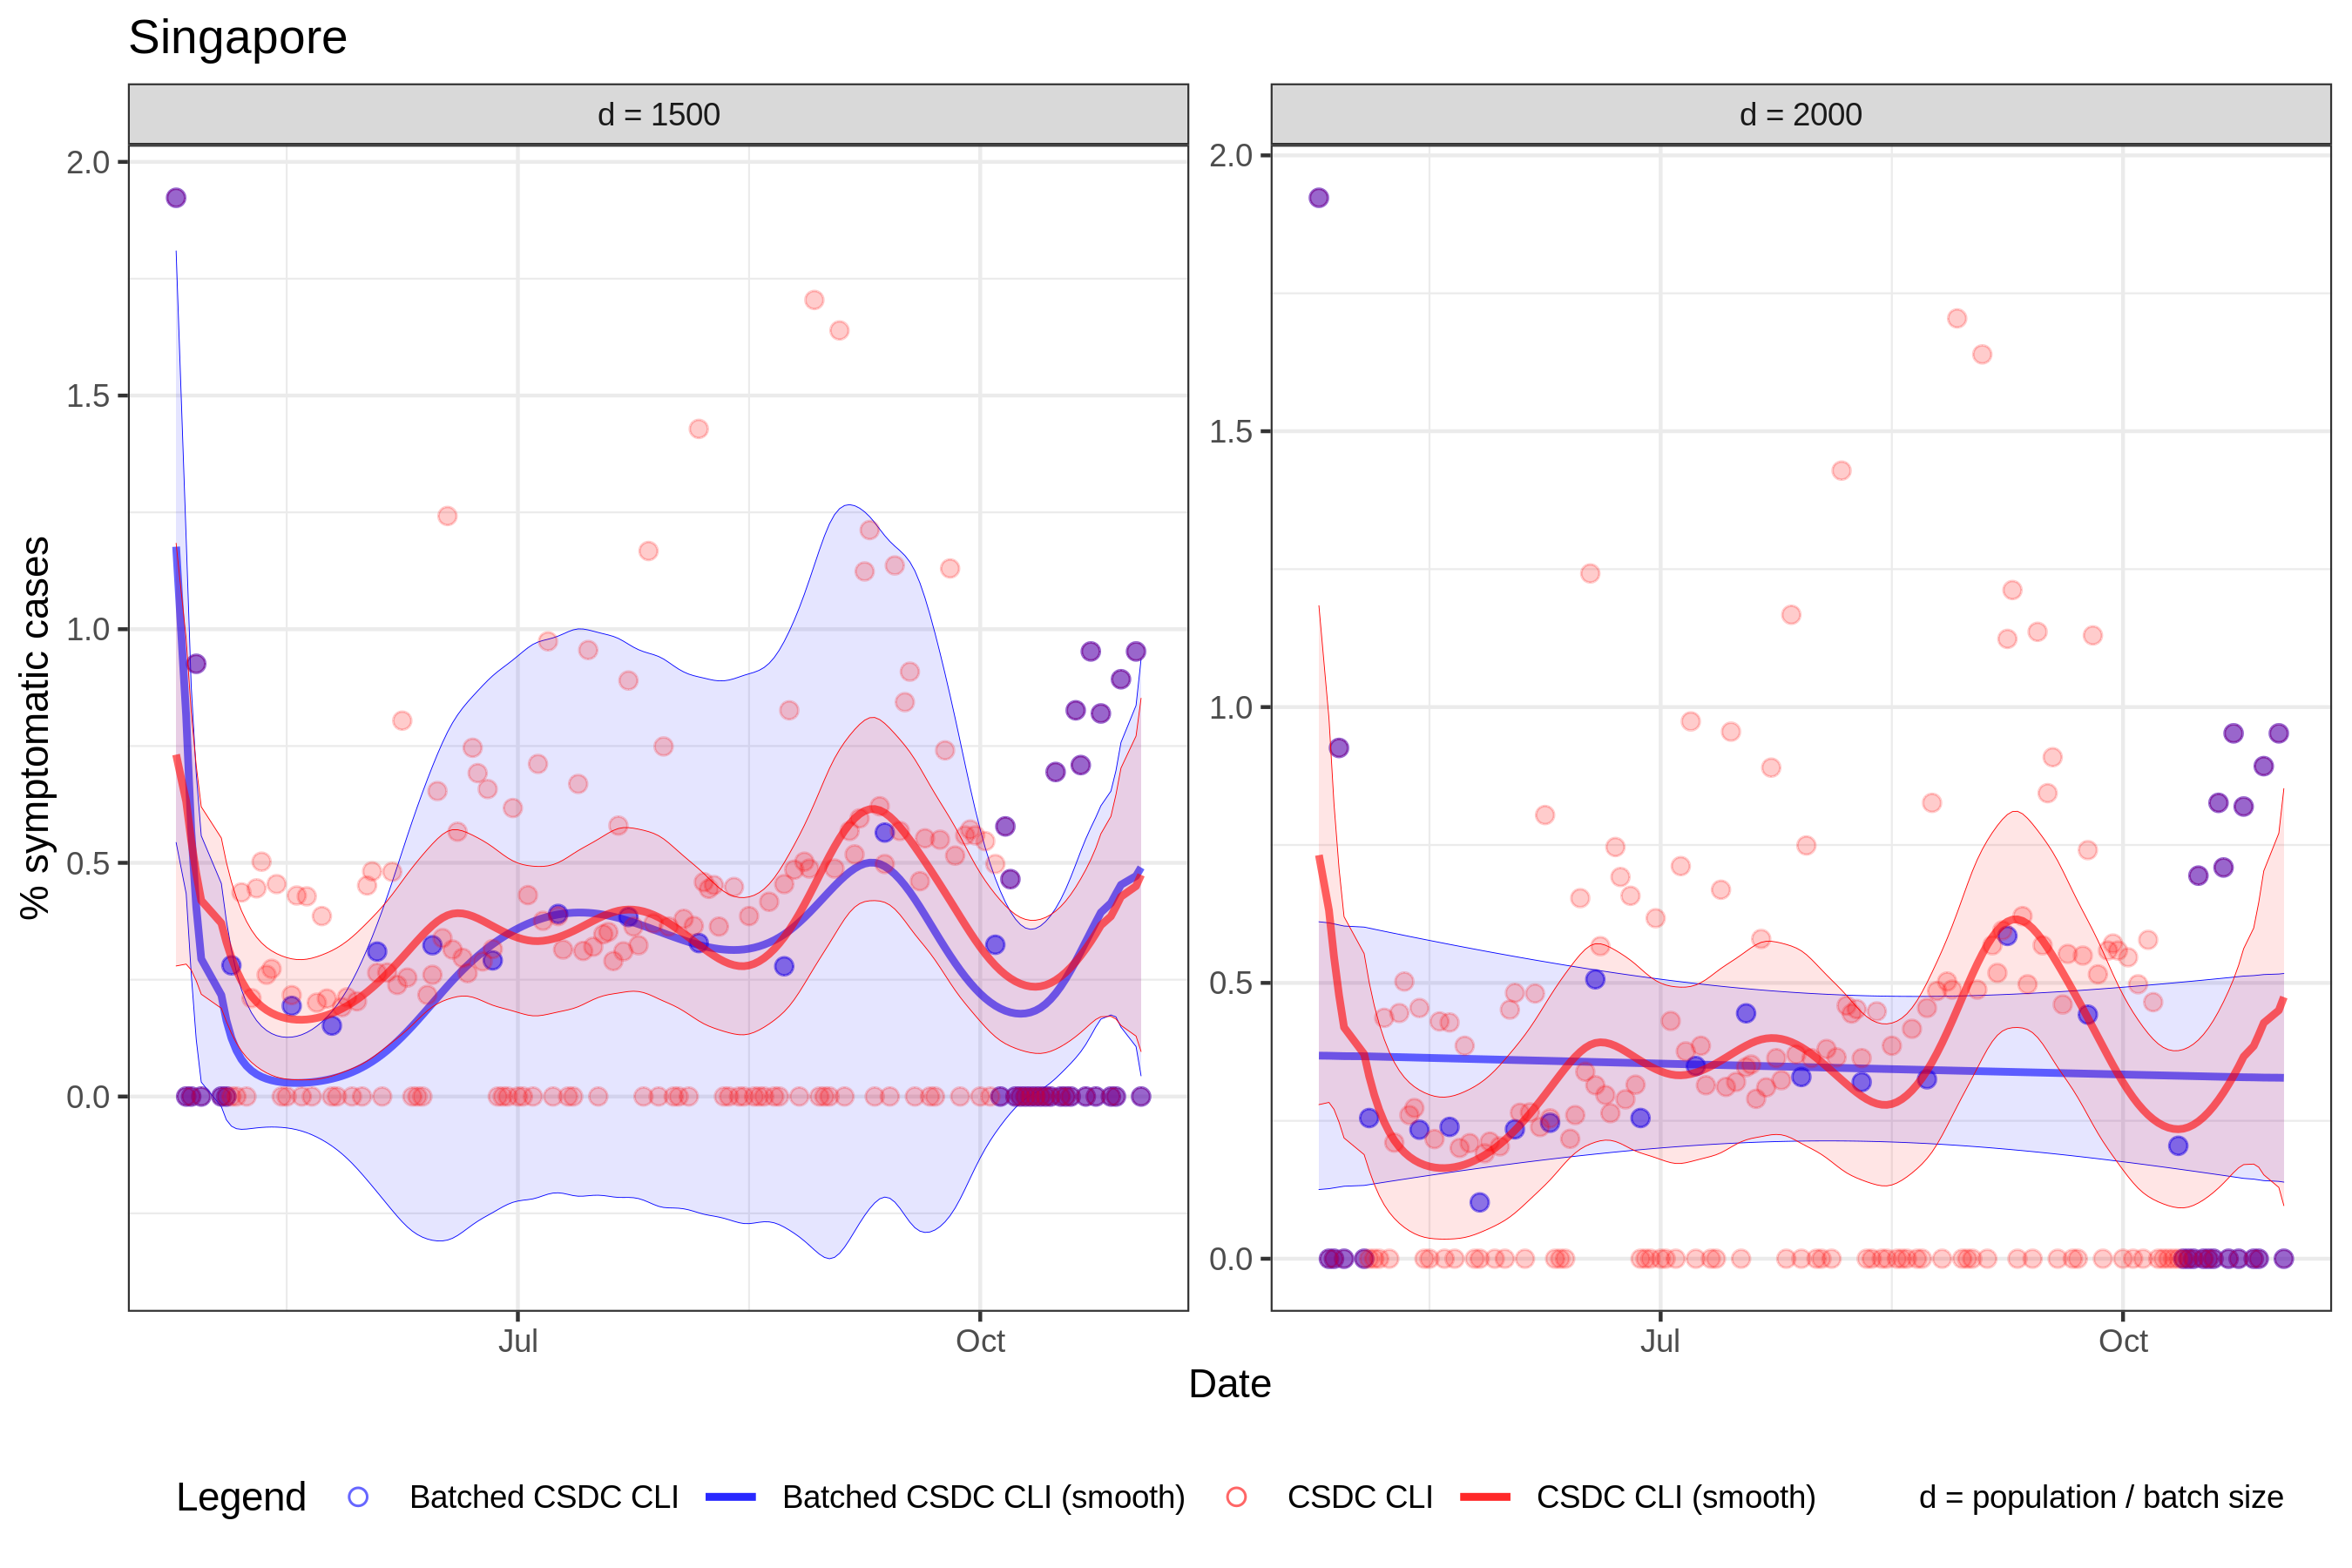 Singapore
d = 1500
d = 2000
% symptomatic cases
2.0
1.5
1.0
0.5
0.0
2.0
1.5
1.0
0.5
0.0
Jul
Oct
Jul
Oct
Date
Legend
Batched CSDC CLI
Batched CSDC CLI (smooth)
CSDC CLI
CSDC CLI (smooth)
d = population / batch size